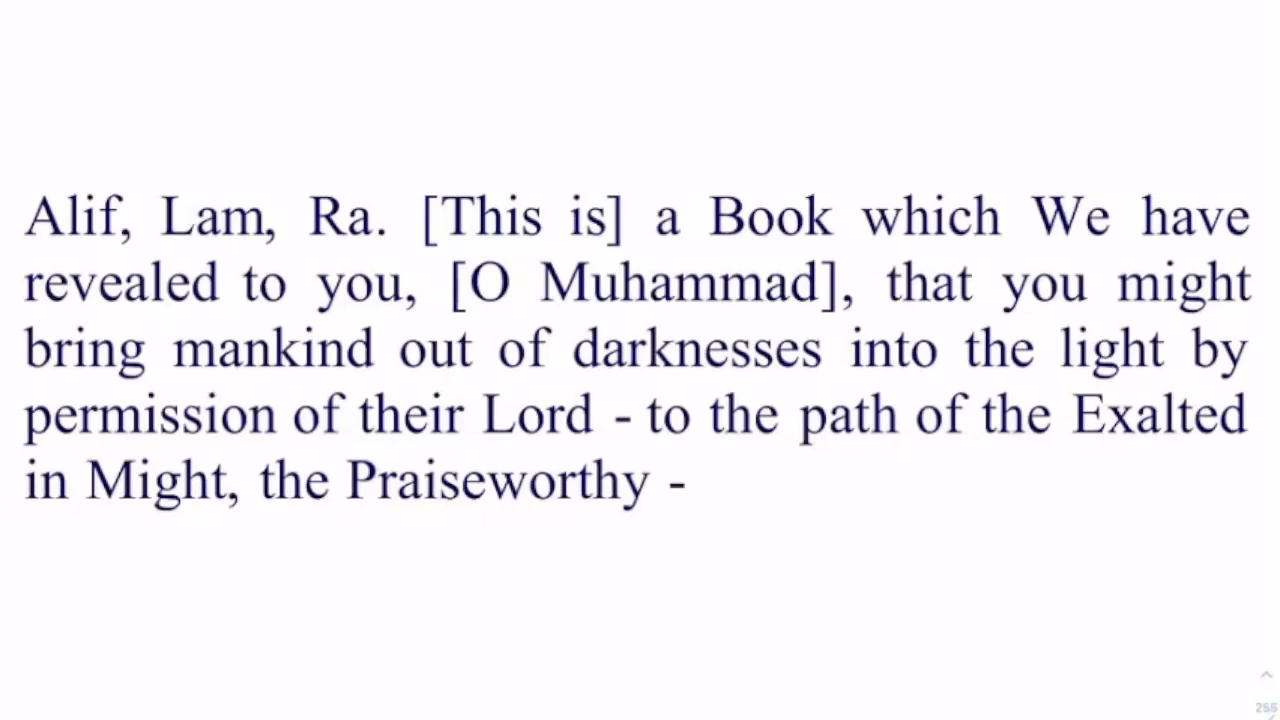 Alif, Lam, Ra. [This is] a Book which We have
revealed to you, [O Muhammad], that you might
bring mankind out of darknesses into the light by
permission of their Lord - to the path of the Exalted
in Might, the Praiseworthy -
255